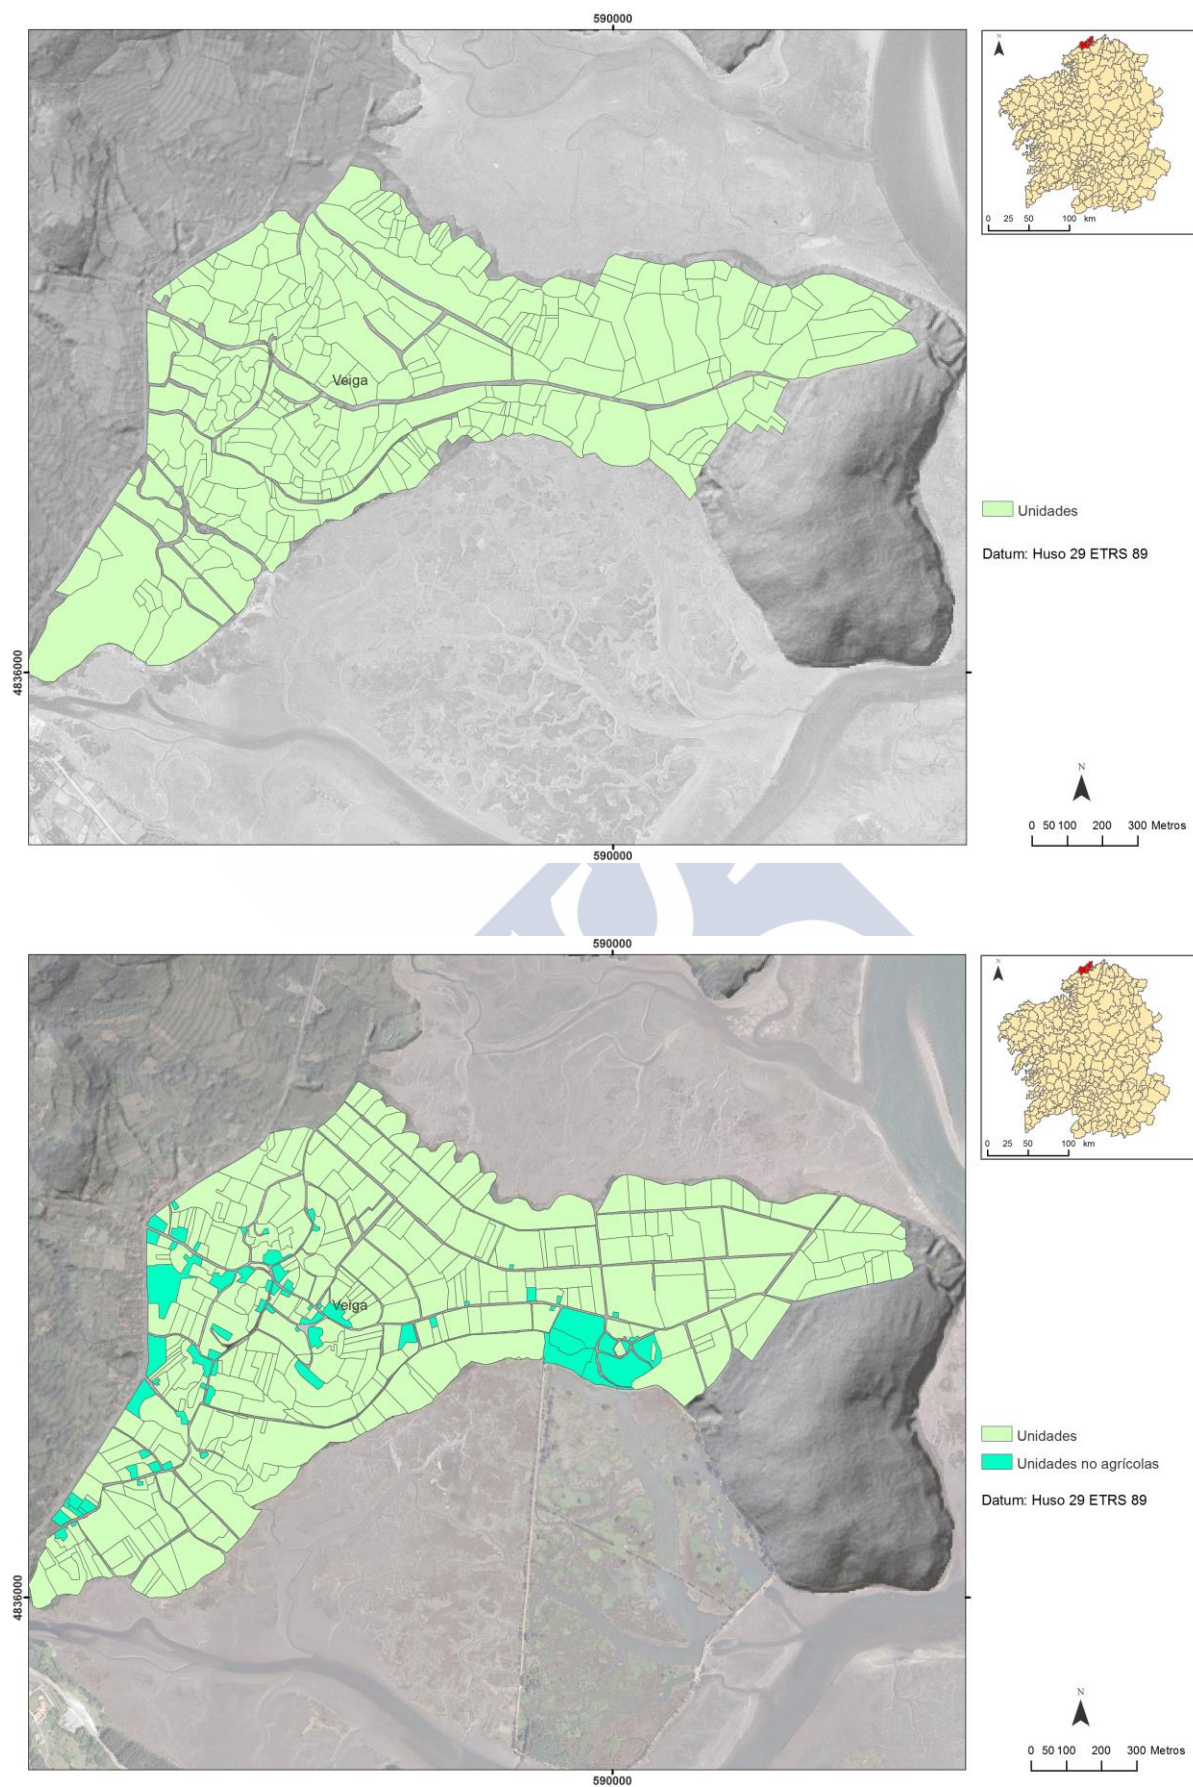 590000
N
0 25 50 100 km
Veiga
Unidades
Datum: Huso 29 ETRS 89
4836000
N
0 50 100 200 300 Metros
590000
590000
N
0 25 50 100 km
Veiga
Unidades
Unidades no agrícolas
Datum: Huso 29 ETRS 89
4836000
N
0 50 100 200 300 Metros
590000